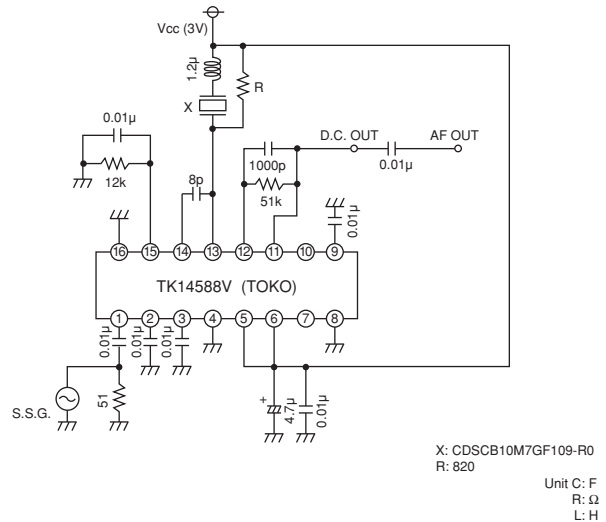 Vcc (3V)
1.2μ
R
X
0.01μ
12k
D.C. OUT
AF OUT
1000p
0.01μ
51k
8p
0.01μ
16 15 14 13 12 11 10 9
TK14588V (TOKO)
1 2 3 4 5 6 7 8
0.01μ
0.01μ
0.01μ
S.S.G.
51
+
4.7μ
0.01μ
X: CDSCB10M7GF109-R0
R: 820
Unit C: F
R: Ω
L: H